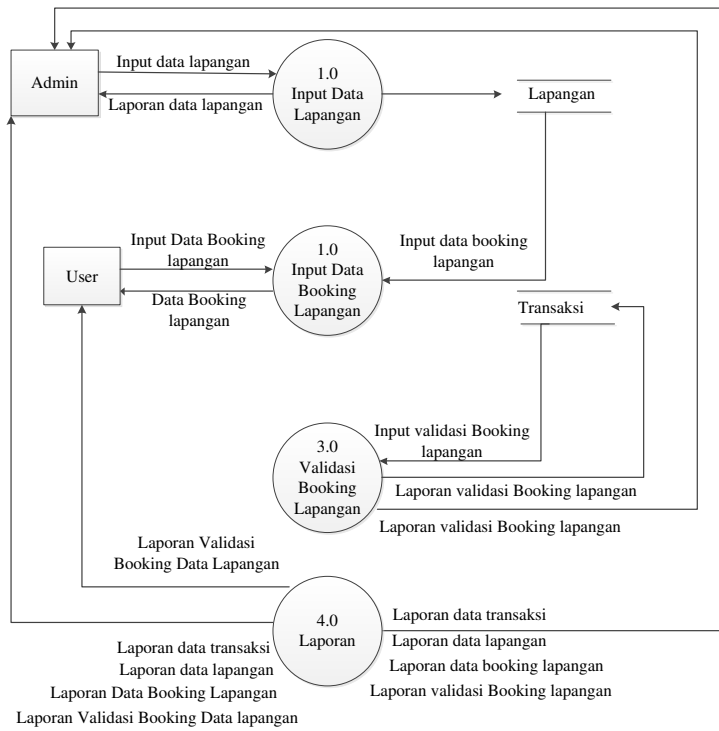 Admin
Input data lapangan
Laporan data lapangan
1.0
Input Data
Lapangan
Lapangan
User
Input Data Booking
lapangan
Data Booking
lapangan
1.0
Input Data
Booking
Lapangan
Input data booking
lapangan
Transaksi
Input validasi Booking
lapangan
3.0
Validasi
Booking
Lapangan
Laporan validasi Booking lapangan
Laporan validasi Booking lapangan
Laporan Validasi
Booking Data Lapangan
4.0
Laporan
Laporan data transaksi
Laporan data lapangan
Laporan data booking lapangan
Laporan validasi Booking lapangan
Laporan data transaksi
Laporan data lapangan
Laporan Data Booking Lapangan
Laporan Validasi Booking Data lapangan